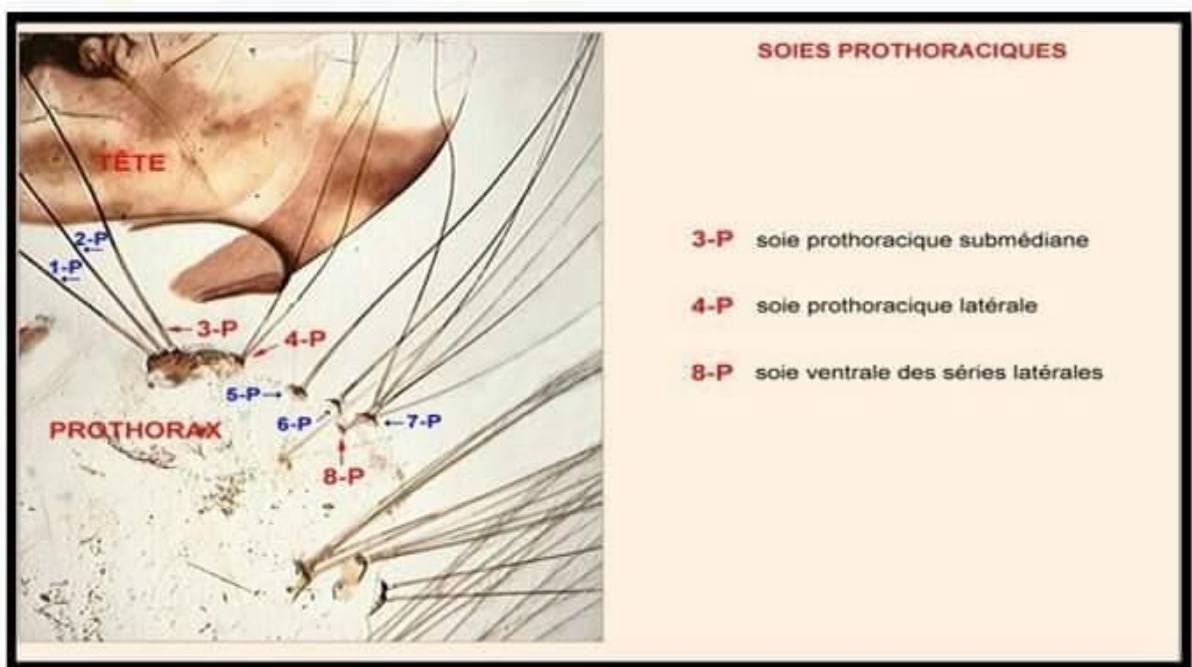 SOIES PROTHORACIQUES
TÊTE
2-P
1-P
3-P
4-P
5-P
6-P
7-P
PROTHORAX
8-P
3-P soie prothoracique submédiane
4-P soie prothoracique latérale
8-P soie ventrale des séries latérales